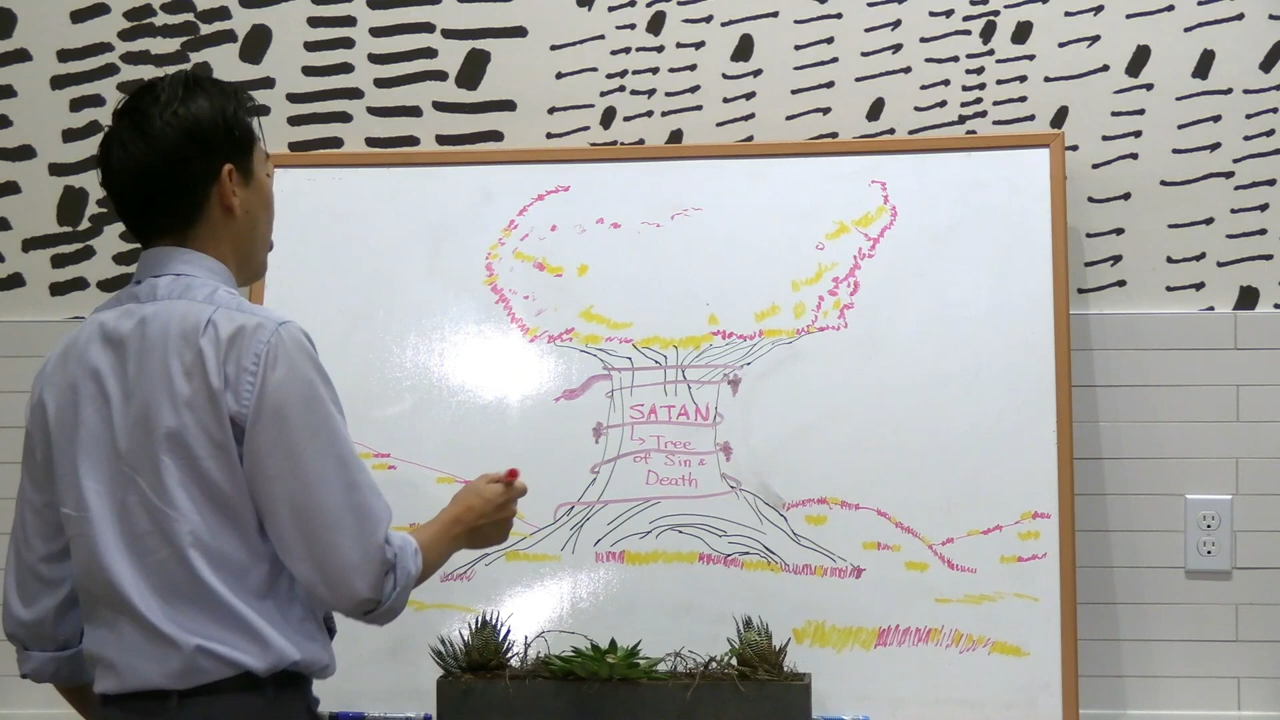 SATAN
↳ Tree
of Sin &
Death